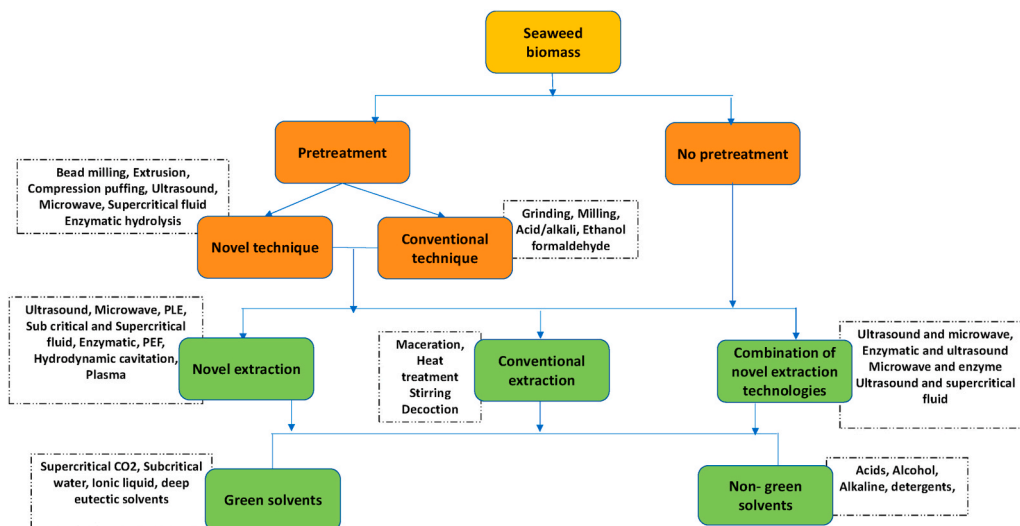 Seaweed
biomass
Pretreatment
No pretreatment
Bead milling, Extrusion,
Compression puffing, Ultrasound,
Microwave, Supercritical fluid
Enzymatic hydrolysis
Novel technique
Conventional
technique
Grinding, Milling,
Acid/alkali, Ethanol
formaldehyde
Ultrasound, Microwave, PLE,
Sub critical and Supercritical
fluid, Enzymatic, PEF,
Hydrodynamic cavitation,
Plasma
Novel extraction
Maceration,
Heat
treatment
Stirring
Decoction
Conventional
extraction
Combination of
novel extraction
technologies
Ultrasound and microwave,
Enzymatic and ultrasound
Microwave and enzyme
Ultrasound and supercritical
fluid
Supercritical CO2, Subcritical
water, Ionic liquid, deep
eutectic solvents
Green solvents
Non- green
solvents
Acids, Alcohol,
Alkaline, detergents,